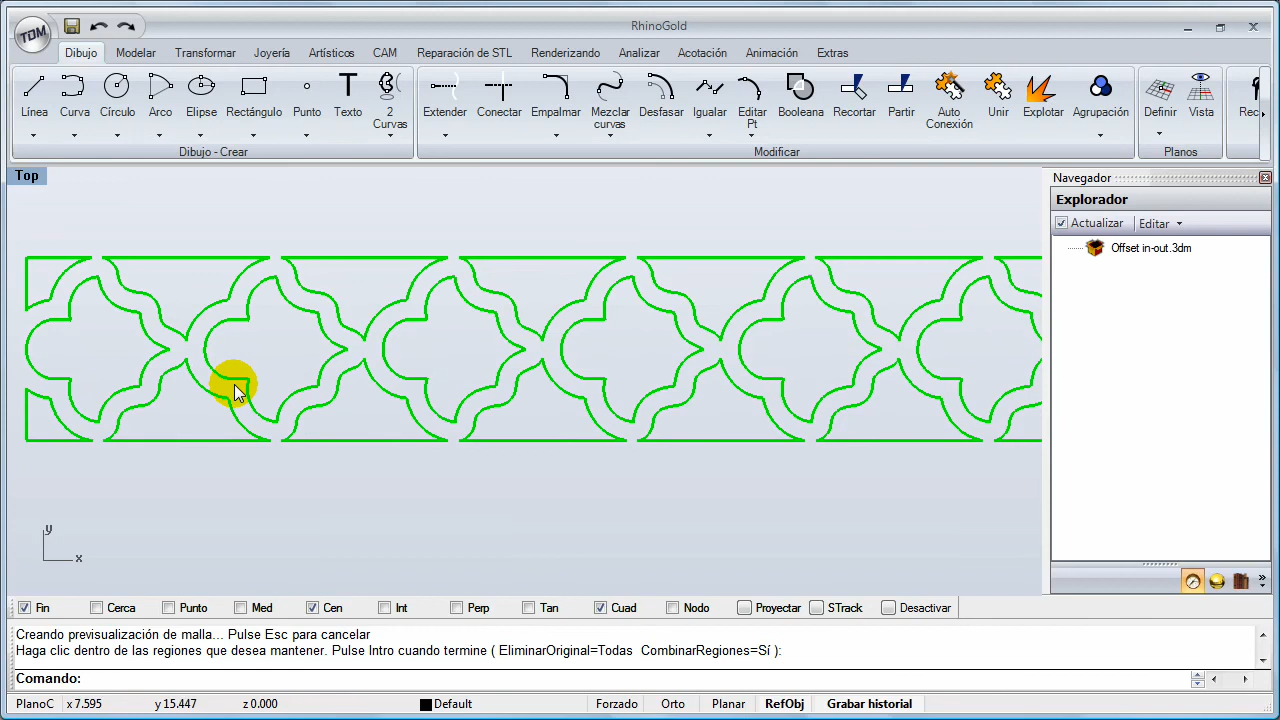 TDM
RhinoGold
Dibujo Modelar Transformar Joyería Artísticos CAM Reparación de STL Renderizando Analizar Acotación Animación Extras
Línea Curva Círculo Arco Elipse Rectángulo Punto Texto 2 Curvas Extender Conectar Empalmar Mezclar curvas Desfasar Igualar Editar Pt Booleana Recortar Partir Auto Conexión Unir Explotar Agrupación Definir Vista Rec
Dibujo - Crear Modificar Planos
Top
Navegador
Explorador
Actualizar Editar
Offset in-out.3dm
y
x
Fin Cerca Punto Med Cen Int Perp Tan Cuad Nodo Proyectar STrack Desactivar
Creando previsualización de malla... Pulse Esc para cancelar
Haga clic dentro de las regiones que desea mantener. Pulse Intro cuando termine ( EliminarOriginal=Todas CombinarRegiones=Sí ):
Comando:
PlanoC x 7.595 y 15.447 z 0.000 Default Forzado Orto Planar RefObj Grabar historial